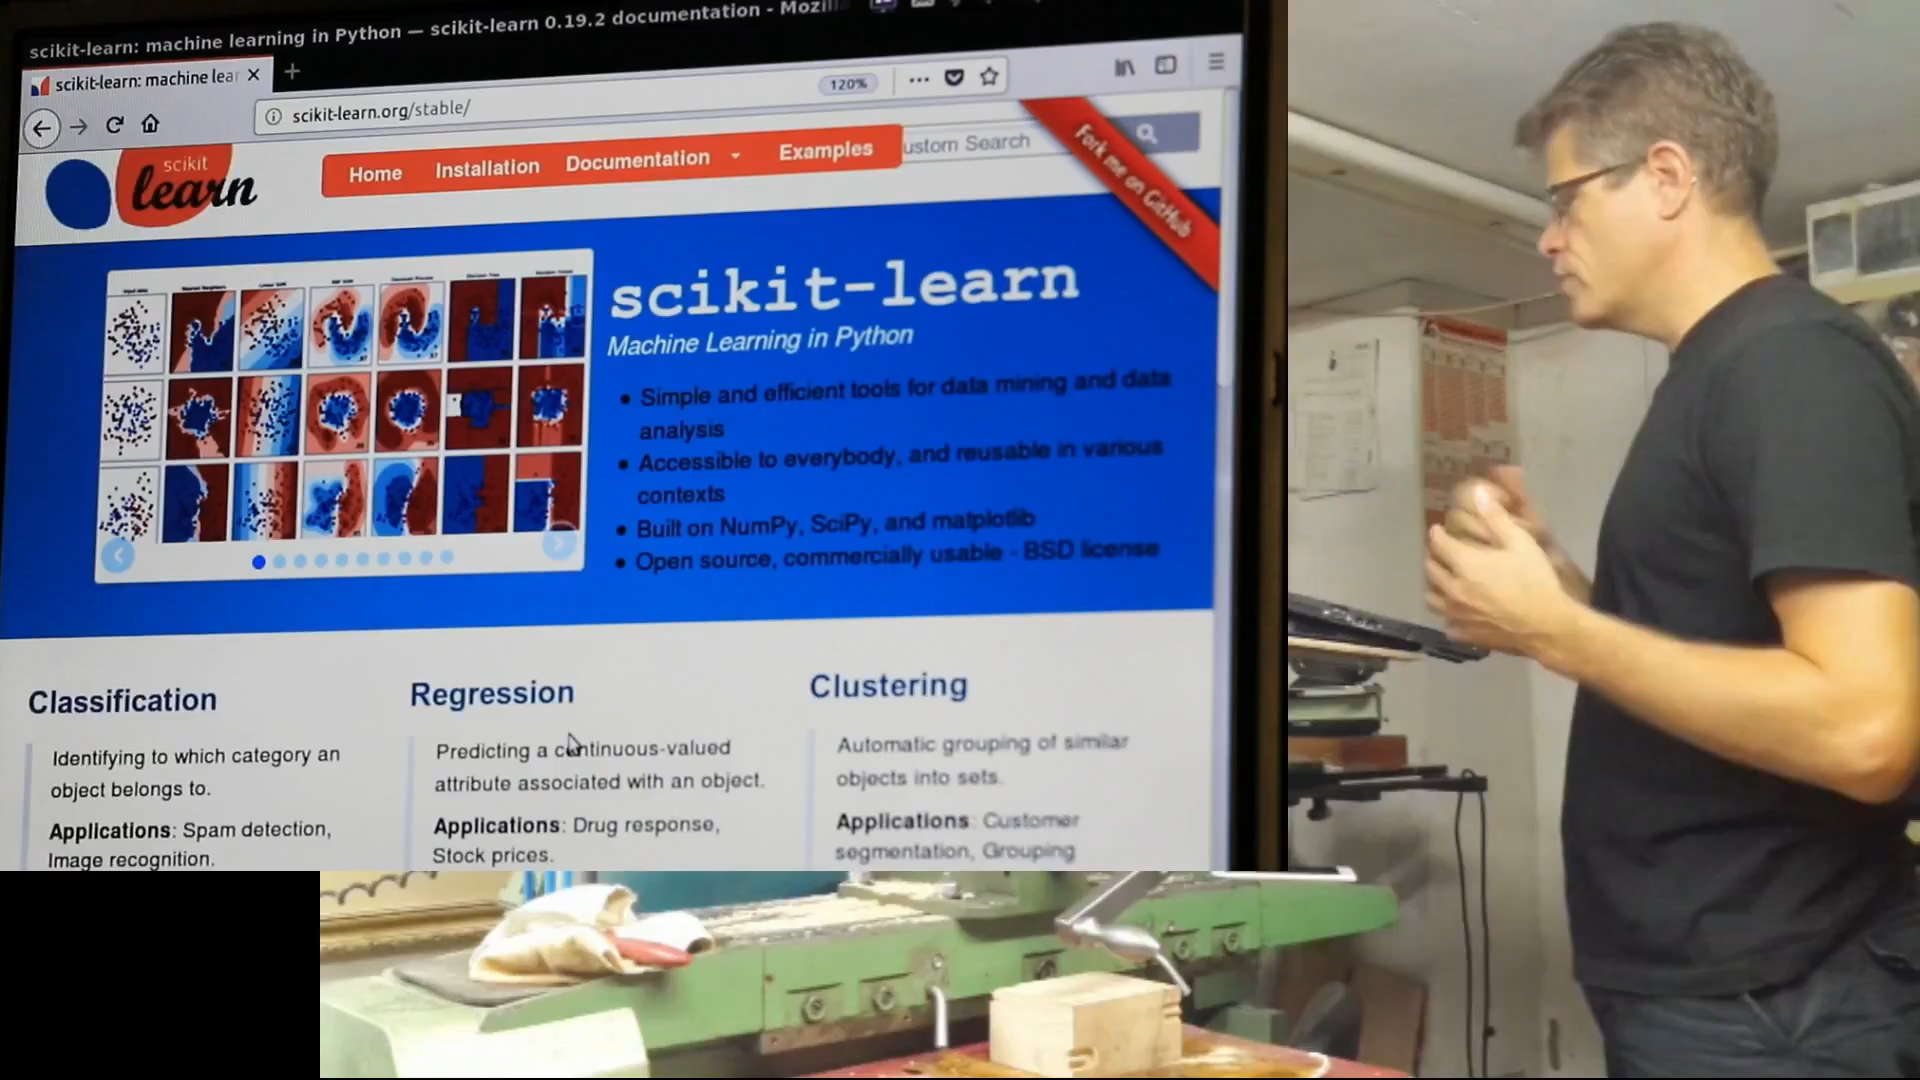 scikit-learn: machine learning in Python — scikit-learn 0.19.2 documentation - Mozil
scikit-learn: machine lear
scikit-learn.org/stable/
120%
scikit
learn
Home Installation Documentation Examples
ustom Search
Fork me on GitHub
scikit-learn
Machine Learning in Python
Simple and efficient tools for data mining and data
analysis
Accessible to everybody, and reusable in various
contexts
Built on NumPy, SciPy, and matplotlib
Open source, commercially usable - BSD license
Classification
Identifying to which category an
object belongs to.
Applications: Spam detection,
Image recognition.
Regression
Predicting a continuous-valued
attribute associated with an object.
Applications: Drug response,
Stock prices.
Clustering
Automatic grouping of similar
objects into sets.
Applications: Customer
segmentation, Grouping